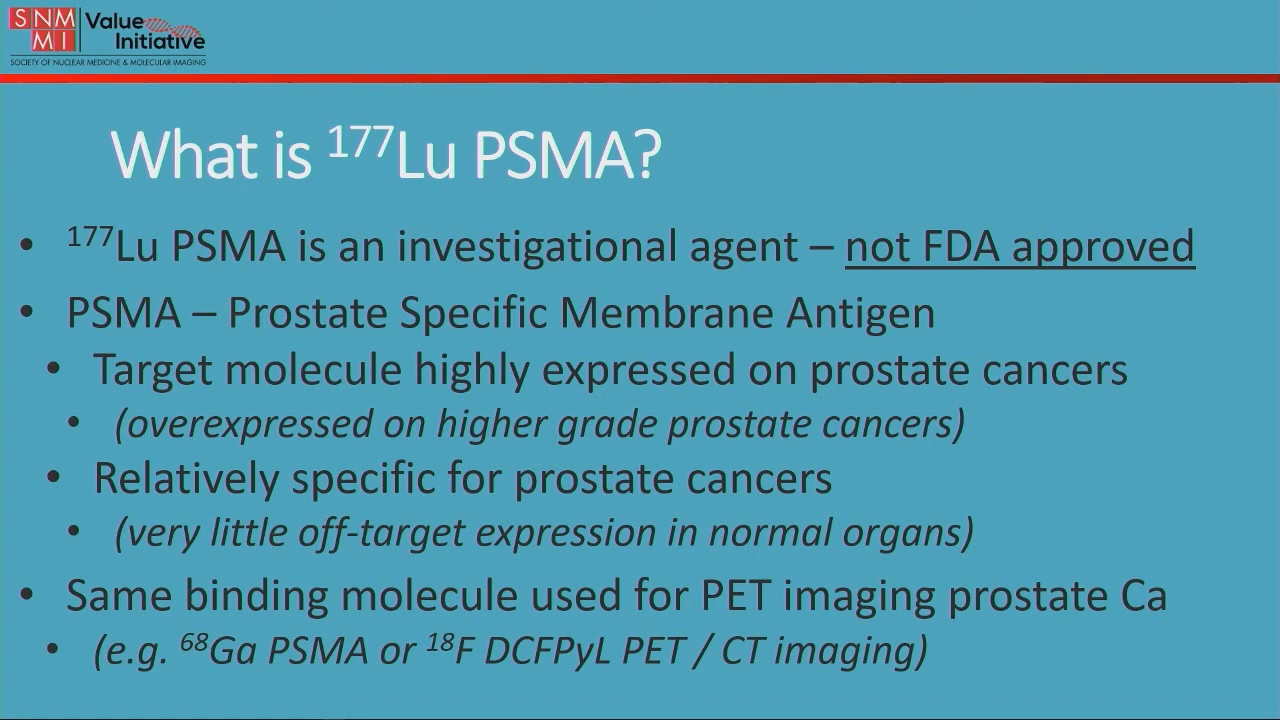 SNM
MI
Value
Initiative
SOCIETY OF NUCLEAR MEDICINE & MOLECULAR IMAGING
What is ¹⁷⁷Lu PSMA?
• ¹⁷⁷Lu PSMA is an investigational agent – not FDA approved
• PSMA – Prostate Specific Membrane Antigen
• Target molecule highly expressed on prostate cancers
• (overexpressed on higher grade prostate cancers)
• Relatively specific for prostate cancers
• (very little off-target expression in normal organs)
• Same binding molecule used for PET imaging prostate Ca
• (e.g. ⁶⁸Ga PSMA or ¹⁸F DCFPyL PET / CT imaging)